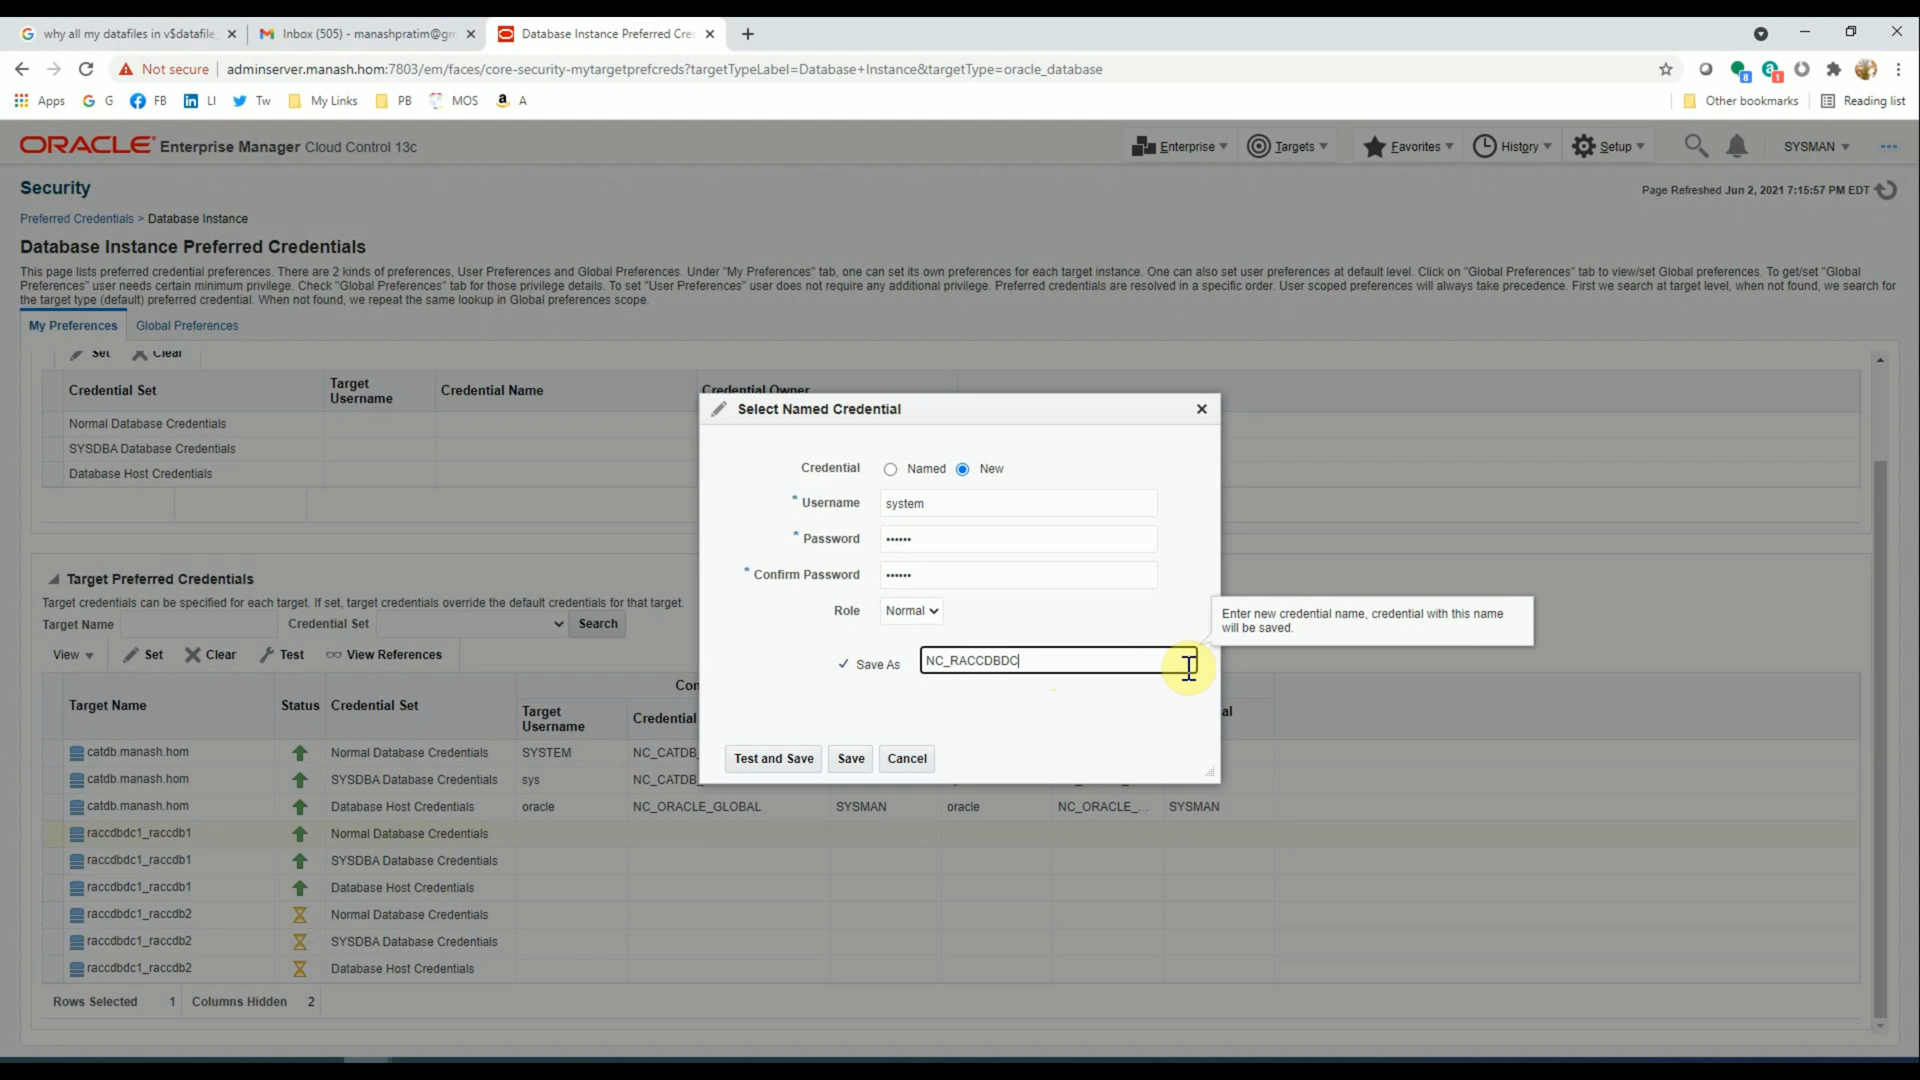 why all my datafiles in v$datafile
Inbox (505) - manashpratim@gm
Database Instance Preferred Cre
Not secure
adminserver.manash.hom:7803/em/faces/core-security-mytargetprefcreds?targetTypeLabel=Database+Instance&targetType=oracle_database
8
1
Apps
G
FB
LI
Tw
My Links
PB
MOS
A
Other bookmarks
Reading list
ORACLE Enterprise Manager Cloud Control 13c
Enterprise
Targets
Favorites
History
Setup
SYSMAN
Security
Page Refreshed Jun 2, 2021 7:15:57 PM EDT
Preferred Credentials > Database Instance
Database Instance Preferred Credentials
This page lists preferred credential preferences. There are 2 kinds of preferences, User Preferences and Global Preferences. Under "My Preferences" tab, one can set its own preferences for each target instance. One can also set user preferences at default level. Click on "Global Preferences" tab to view/set Global preferences. To get/set "Global
Preferences" user needs certain minimum privilege. Check "Global Preferences" tab for those privilege details. To set "User Preferences" user does not require any additional privilege. Preferred credentials are resolved in a specific order. User scoped preferences will always take precedence. First we search at target level, when not found, we search for
the target type (default) preferred credential. When not found, we repeat the same lookup in Global preferences scope.
My Preferences
Global Preferences
Set
Clear
Credential Set
Target Username
Credential Name
Credential Owner
Normal Database Credentials
SYSDBA Database Credentials
Database Host Credentials
Select Named Credential
Credential
Named
New
* Username
system
* Password
••••••
* Confirm Password
••••••
Role
Normal
Save As
NC_RACCDBDC
Enter new credential name, credential with this name
will be saved.
Test and Save
Save
Cancel
Target Preferred Credentials
Target credentials can be specified for each target. If set, target credentials override the default credentials for that target.
Target Name
Credential Set
Search
View
Set
Clear
Test
View References
Con
Target Name
Status
Credential Set
Target Username
Credential
al
catdb.manash.hom Normal Database Credentials SYSTEM NC_CATDB_
catdb.manash.hom SYSDBA Database Credentials sys NC_CATDB_
catdb.manash.hom Database Host Credentials oracle NC_ORACLE_GLOBAL SYSMAN oracle NC_ORACLE_... SYSMAN
raccdbdc1_raccdb1 Normal Database Credentials
raccdbdc1_raccdb1 SYSDBA Database Credentials
raccdbdc1_raccdb1 Database Host Credentials
raccdbdc1_raccdb2 Normal Database Credentials
raccdbdc1_raccdb2 SYSDBA Database Credentials
raccdbdc1_raccdb2 Database Host Credentials
Rows Selected 1 Columns Hidden 2